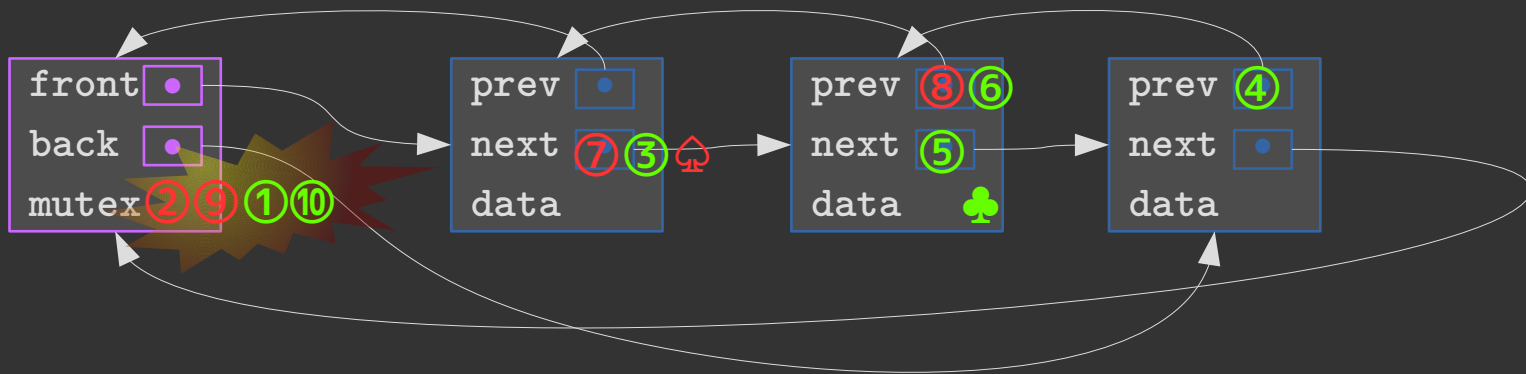 front prev prev ⑧⑥ prev ④
back next ⑦③♤ next ⑤ next
mutex②⑨①⑩ data data ♣ data